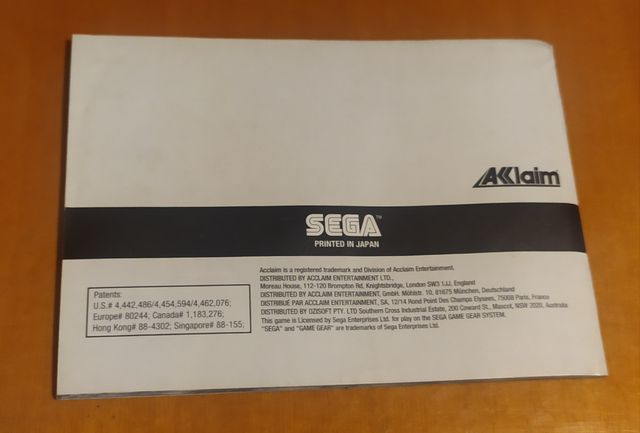 AKklaim
SEGA™
PRINTED IN JAPAN
Acclaim is a registered trademark and Division of Acclaim Entertainment.
DISTRIBUTED BY ACCLAIM ENTERTAINMENT LTD.,
Moreau House, 112-120 Brompton Rd, Knightsbridge, London SW3 1JJ, England
DISTRIBUTED BY ACCLAIM ENTERTAINMENT, GmbH. Möhlstr. 10, 81675 München, Deutschland
DISTRIBUÉ PAR ACCLAIM ENTERTAINMENT, SA, 12/14 Rond Point Des Champs Elysees, 75008 Paris, France
DISTRIBUTED BY OZISOFT PTY. LTD Southern Cross Industrial Estate, 200 Coward St., Mascot, NSW 2020, Australia
This game is Licensed by Sega Enterprises Ltd. for play on the SEGA GAME GEAR SYSTEM.
"SEGA" and "GAME GEAR" are trademarks of Sega Enterprises Ltd.
Patents:
U.S.# 4,442,486/4,454,594/4,462,076;
Europe# 80244; Canada# 1,183,276;
Hong Kong# 88-4302; Singapore# 88-155;